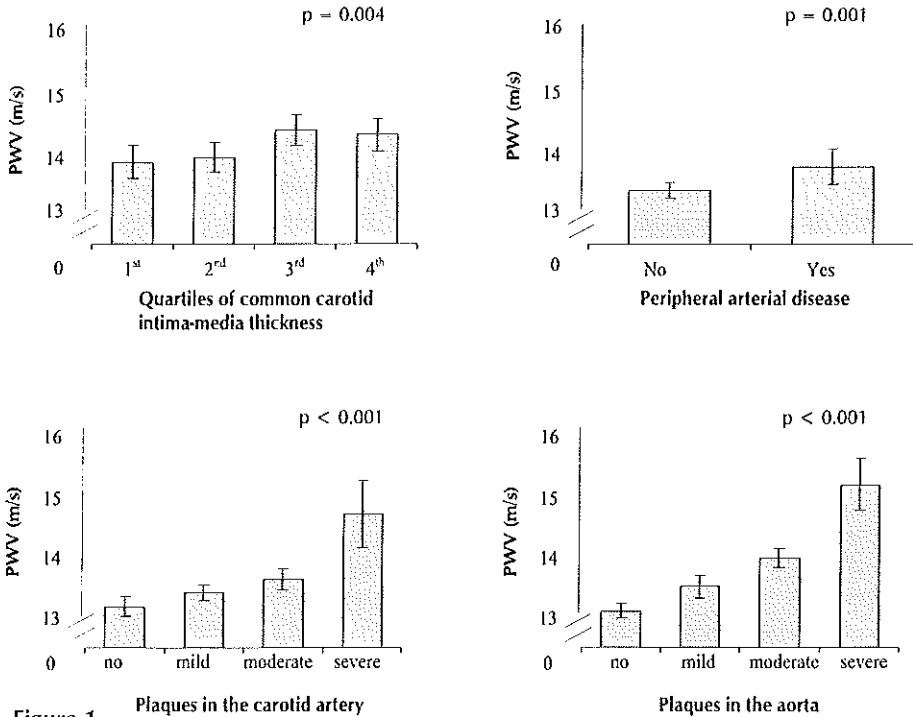 p = 0.004
16
15
14
13
0
PWV (m/s)
1st 2nd 3rd 4th
Quartiles of common carotid
intima-media thickness
p = 0.001
16
15
14
13
0
PWV (m/s)
No Yes
Peripheral arterial disease
p < 0.001
16
15
14
13
0
PWV (m/s)
no mild moderate severe
Plaques in the carotid artery
p < 0.001
16
15
14
13
0
PWV (m/s)
no mild moderate severe
Plaques in the aorta
Figure 1